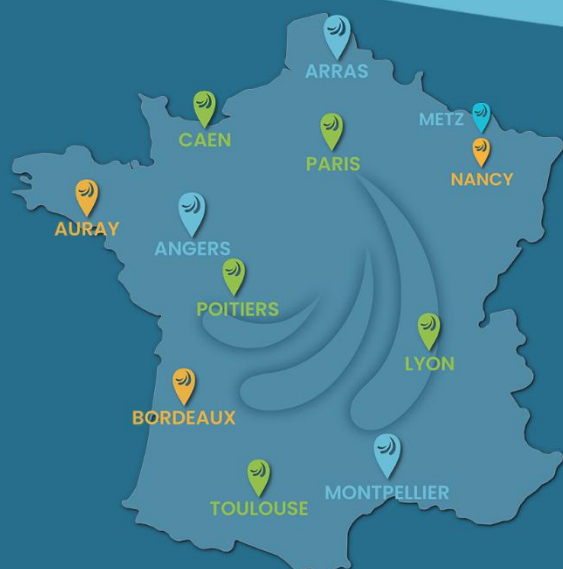 ARRAS
METZ
CAEN
PARIS
NANCY
AURAY
ANGERS
POITIERS
LYON
BORDEAUX
MONTPELLIER
TOULOUSE